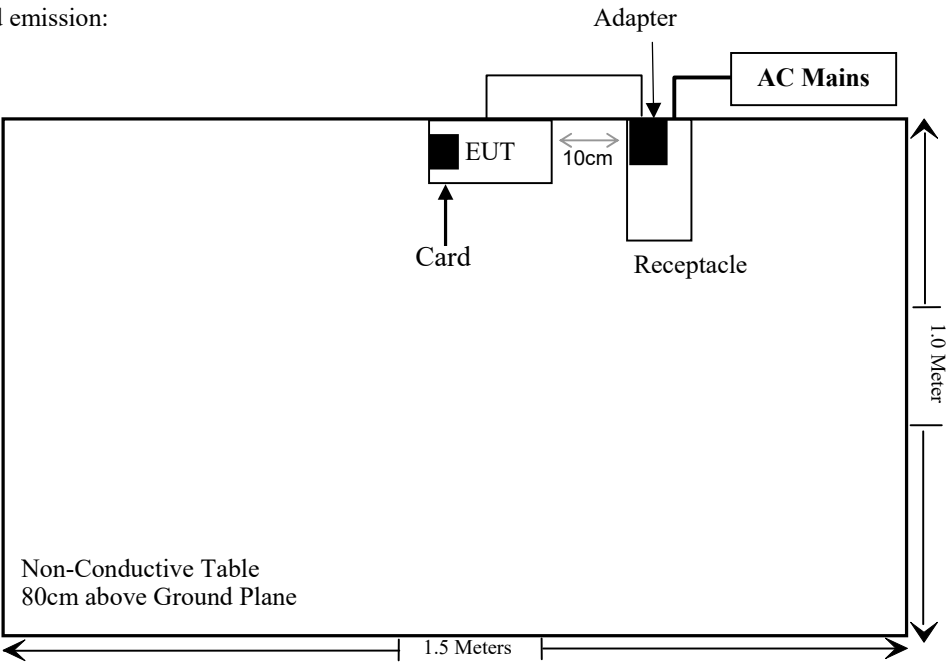 emission:
Adapter
AC Mains
EUT
10cm
Card
Receptacle
1.0 Meter
Non-Conductive Table
80cm above Ground Plane
1.5 Meters